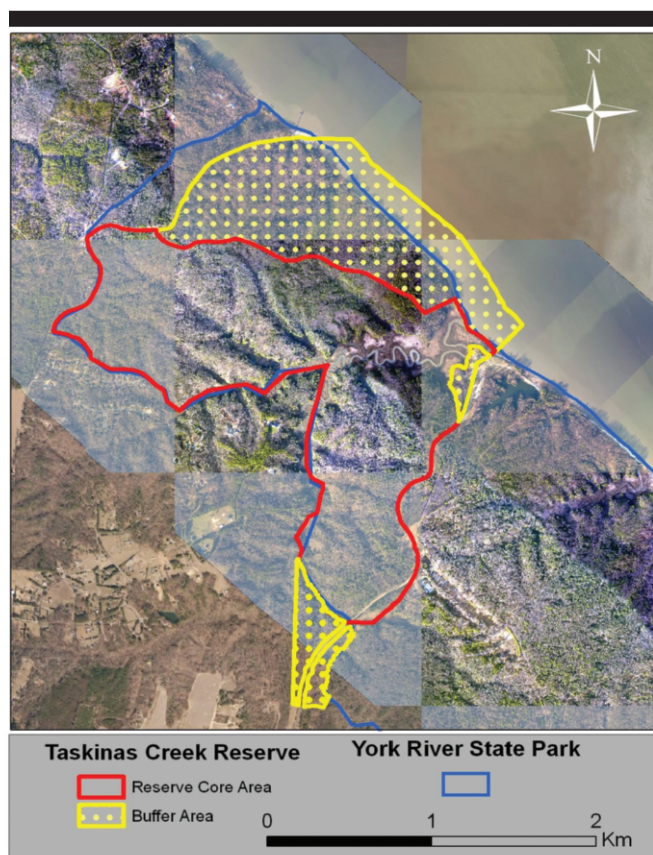 N
Taskinas Creek Reserve
York River State Park
Reserve Core Area
Buffer Area
0 1 2
Km